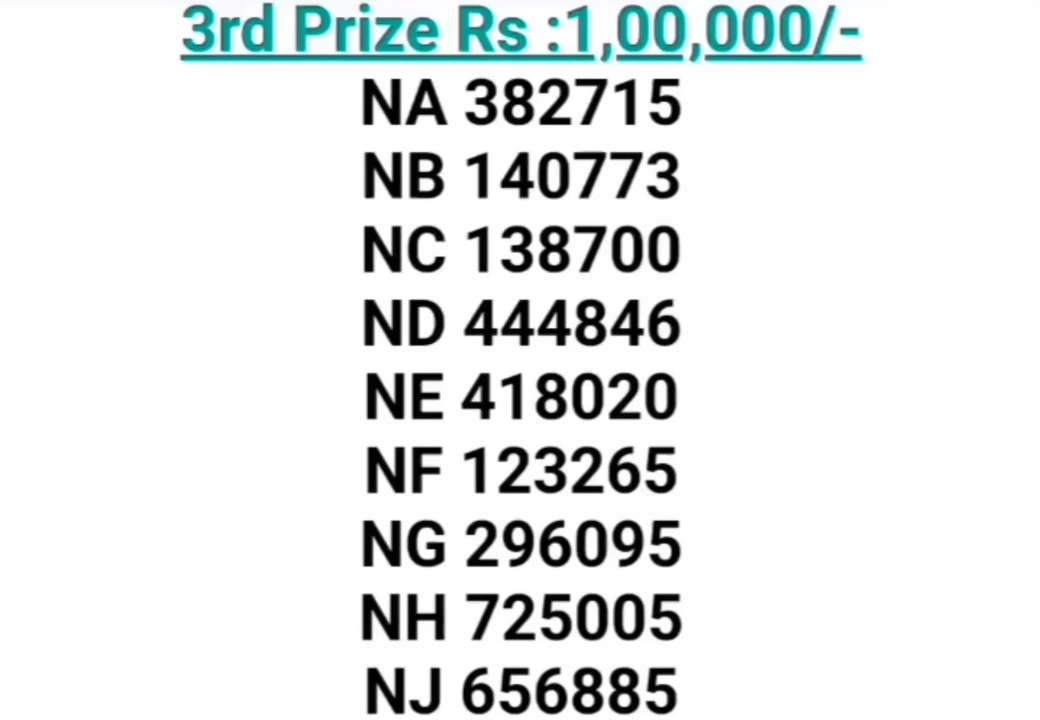 3rd Prize Rs :1,00,000/-
NA 382715
NB 140773
NC 138700
ND 444846
NE 418020
NF 123265
NG 296095
NH 725005
NJ 656885